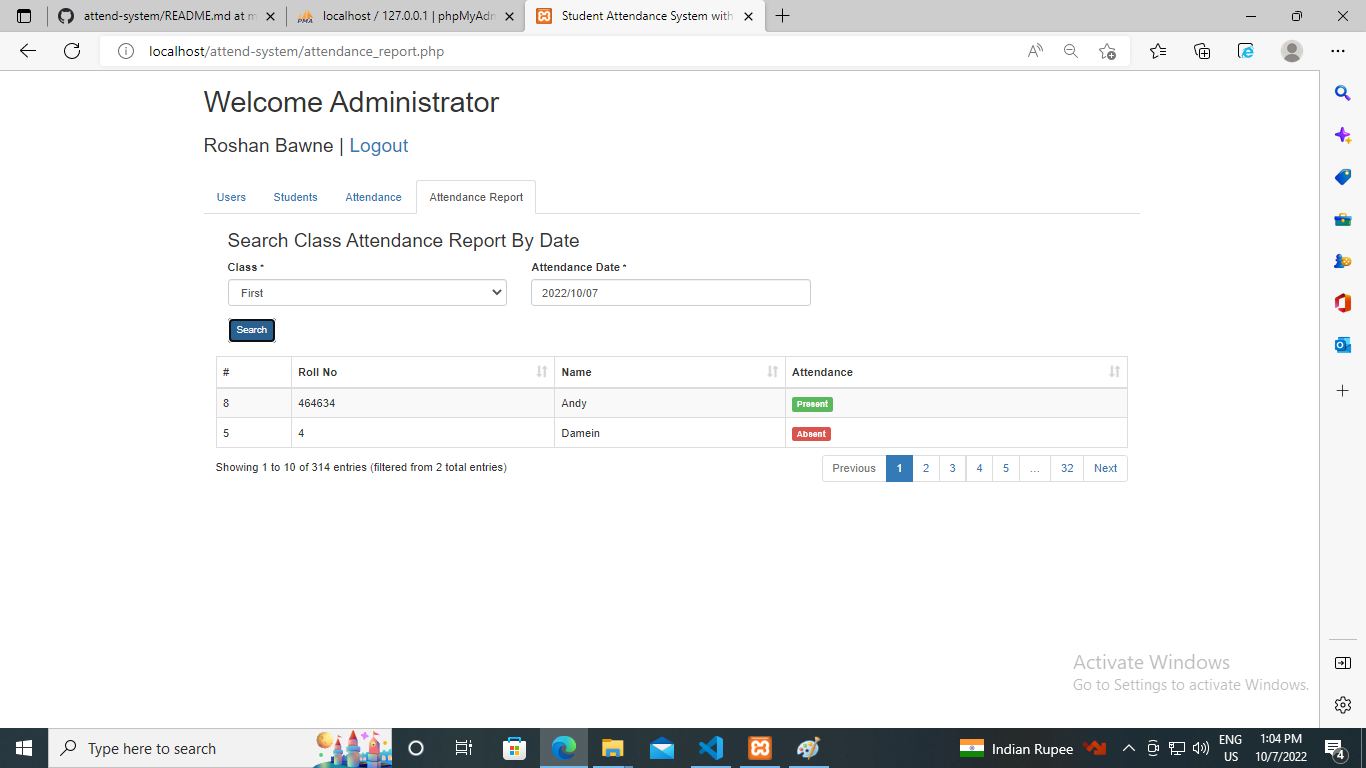 attend-system/README.md at m
localhost / 127.0.0.1 | phpMyAdm
Student Attendance System with
localhost/attend-system/attendance_report.php
Welcome Administrator
Roshan Bawne | Logout
Users Students Attendance Attendance Report
Search Class Attendance Report By Date
Class * Attendance Date *
First 2022/10/07
Search
# Roll No Name Attendance
8 464634 Andy Present
5 4 Damein Absent
Showing 1 to 10 of 314 entries (filtered from 2 total entries) Previous 1 2 3 4 5 … 32 Next
Activate Windows
Go to Settings to activate Windows.
Type here to search
Indian Rupee
ENG
US
1:04 PM
10/7/2022
4